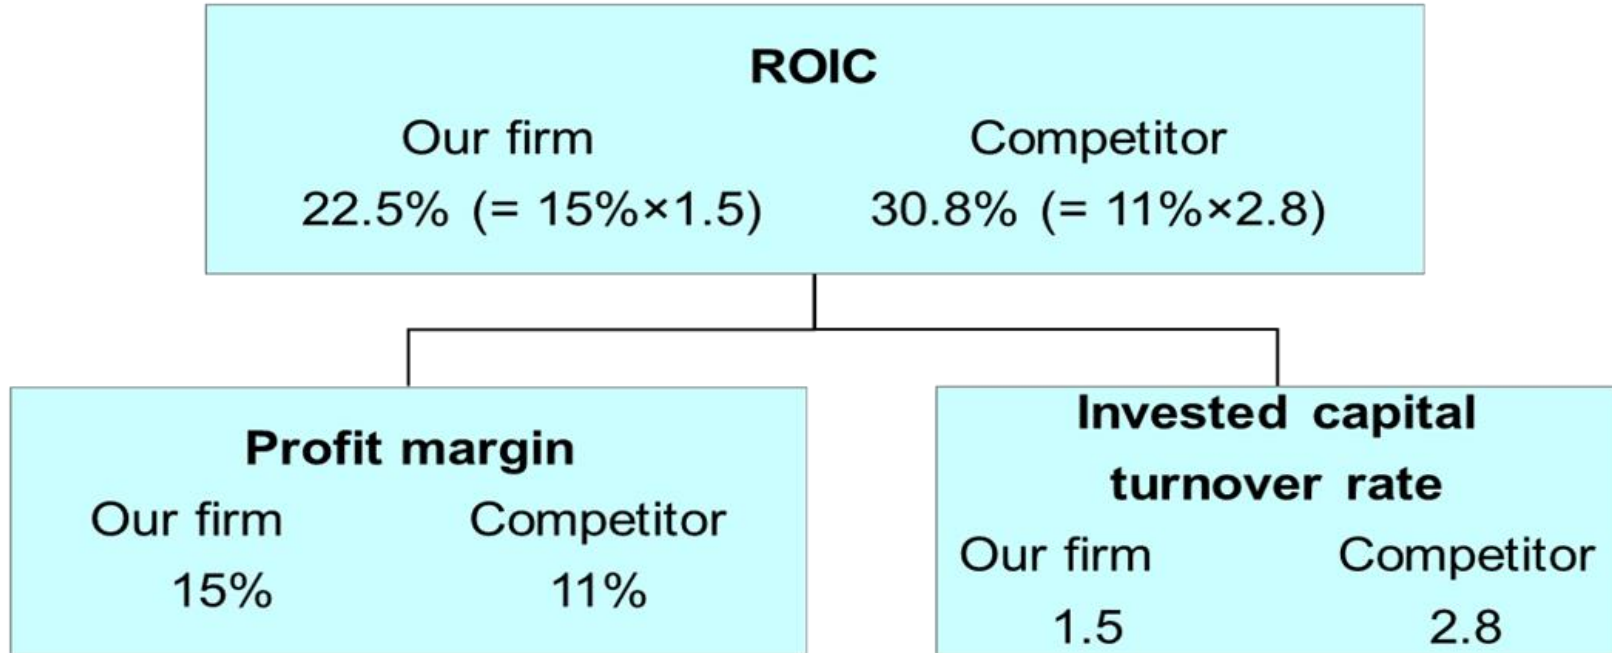 ROIC
Our firm Competitor
22.5% (= 15%×1.5) 30.8% (= 11%×2.8)
Profit margin
Our firm Competitor
15% 11%
Invested capital
turnover rate
Our firm Competitor
1.5 2.8